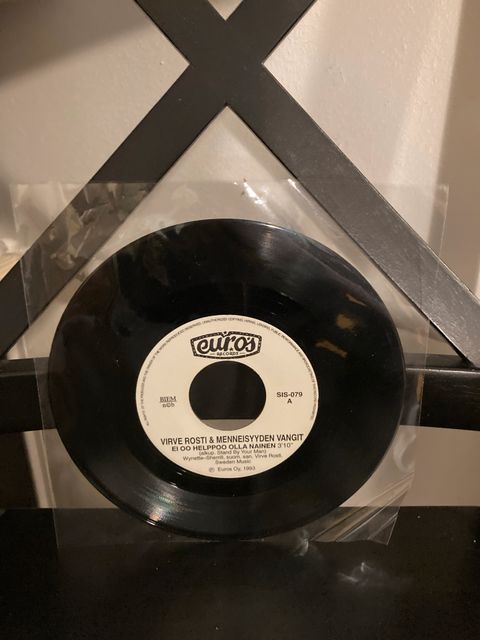 euros
RECORDS
BIEM
ncb
SIS-079
A
VIRVE ROSTI & MENNEISYYDEN VANGIT
EI OO HELPPOO OLLA NAINEN 3'10"
(alkup. Stand By Your Man)
Wynette–Sherrill, suom. san. Virve Rosti,
Sweden Music
℗ Euros Oy, 1993